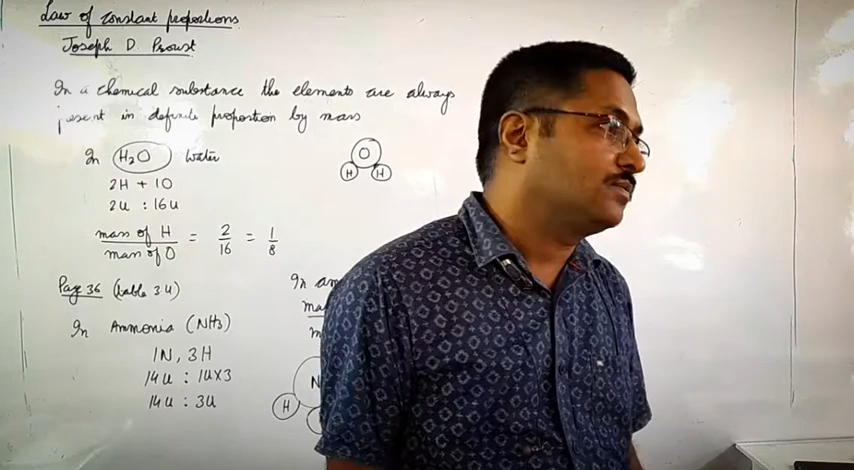 Law of constant proportions
Joseph D. Proust
In a chemical substance the elements are always
present in definite proportion by mass
In H2O water
2H + 1O
2u : 16u
mass of H
mass of O
= 2/16 = 1/8
O
H H
Page 36 (table 3.4)
In Ammonia (NH3)
1N, 3H
14u : 1u×3
14u : 3u
In am
ma
m
N
H